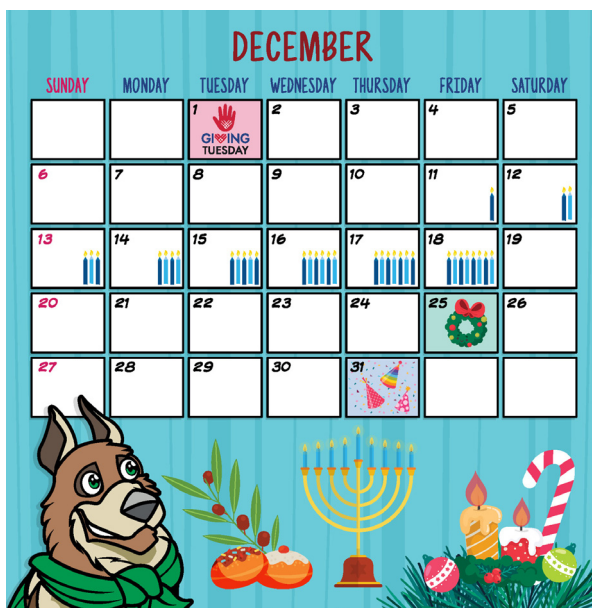 DECEMBER
SUNDAY MONDAY TUESDAY WEDNESDAY THURSDAY FRIDAY SATURDAY
1 2 3 4 5
GIVING
TUESDAY
6 7 8 9 10 11 12
13 14 15 16 17 18 19
20 21 22 23 24 25 26
27 28 29 30 31